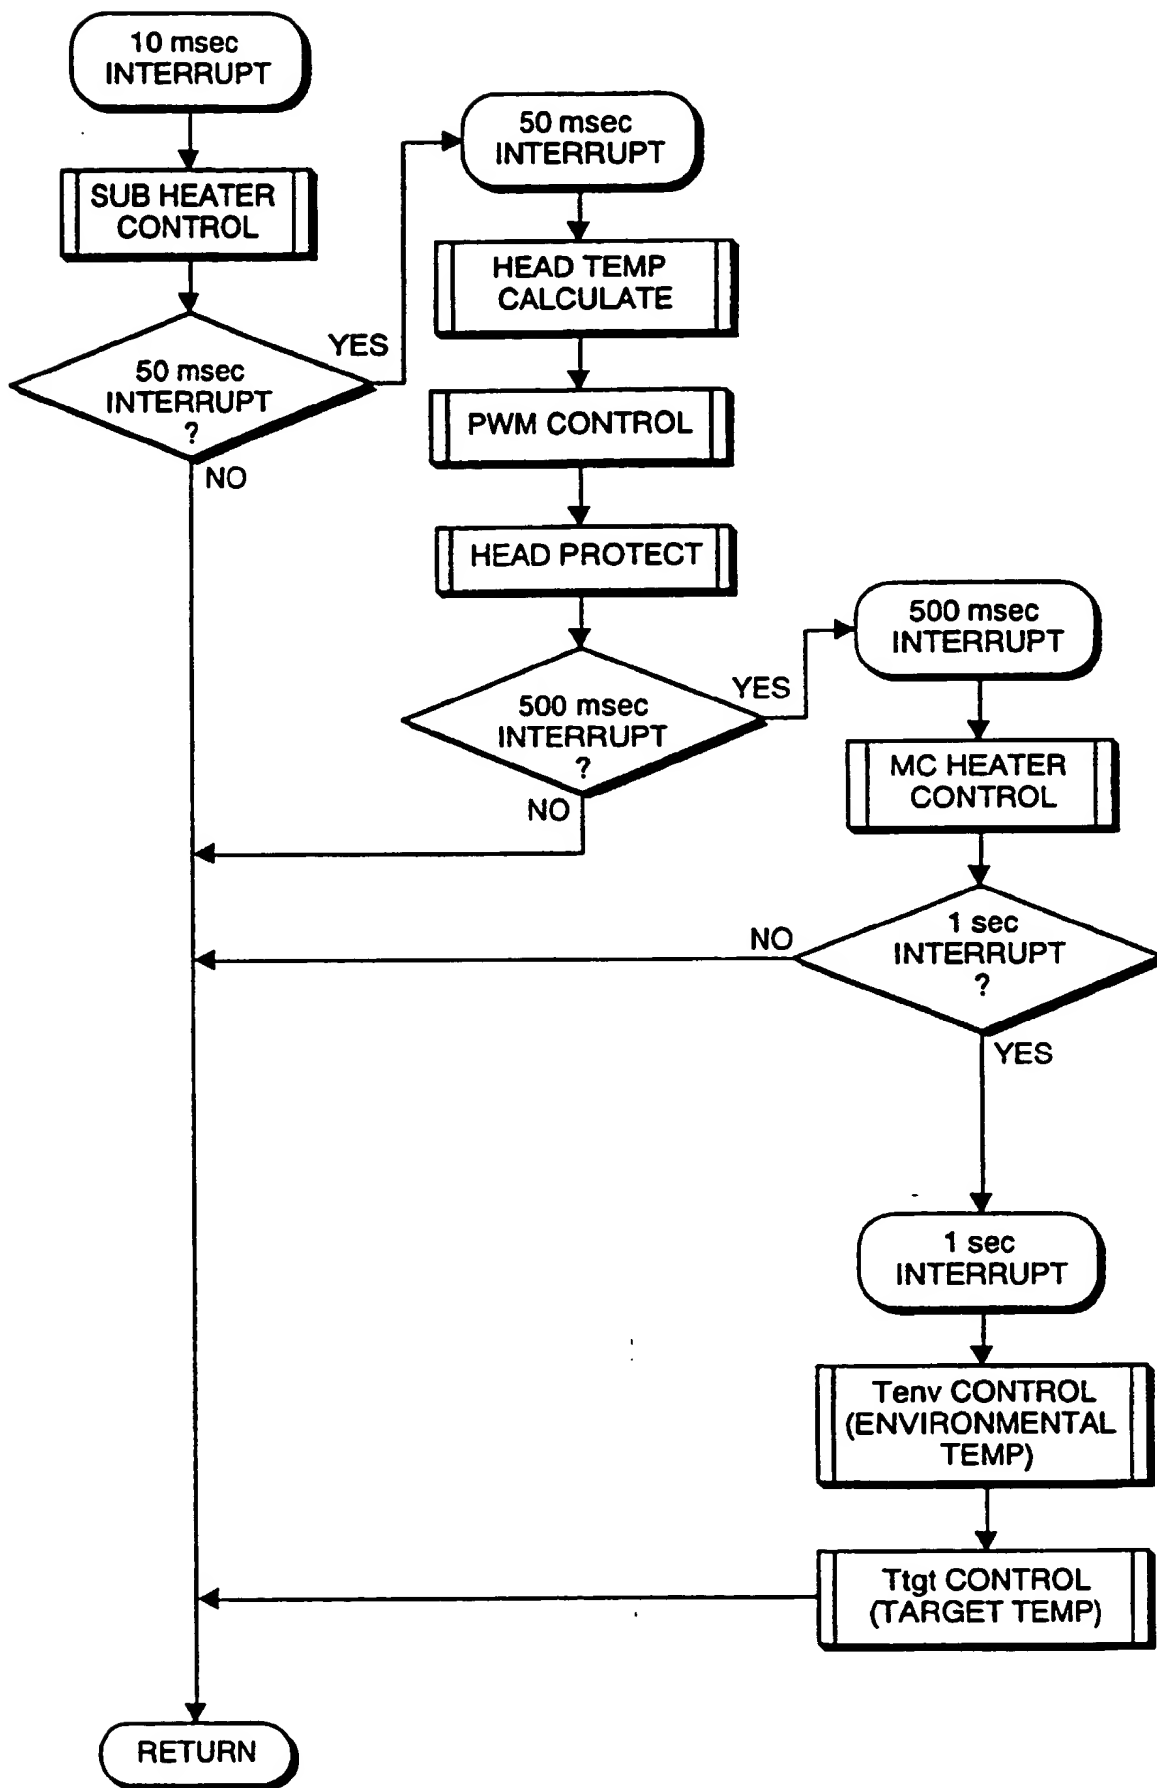 10 msec
INTERRUPT
SUB HEATER
CONTROL
50 msec
INTERRUPT
?
YES
NO
50 msec
INTERRUPT
HEAD TEMP
CALCULATE
PWM CONTROL
HEAD PROTECT
500 msec
INTERRUPT
?
YES
NO
500 msec
INTERRUPT
MC HEATER
CONTROL
1 sec
INTERRUPT
?
NO
YES
1 sec
INTERRUPT
Tenv CONTROL
(ENVIRONMENTAL
TEMP)
Ttgt CONTROL
(TARGET TEMP)
RETURN